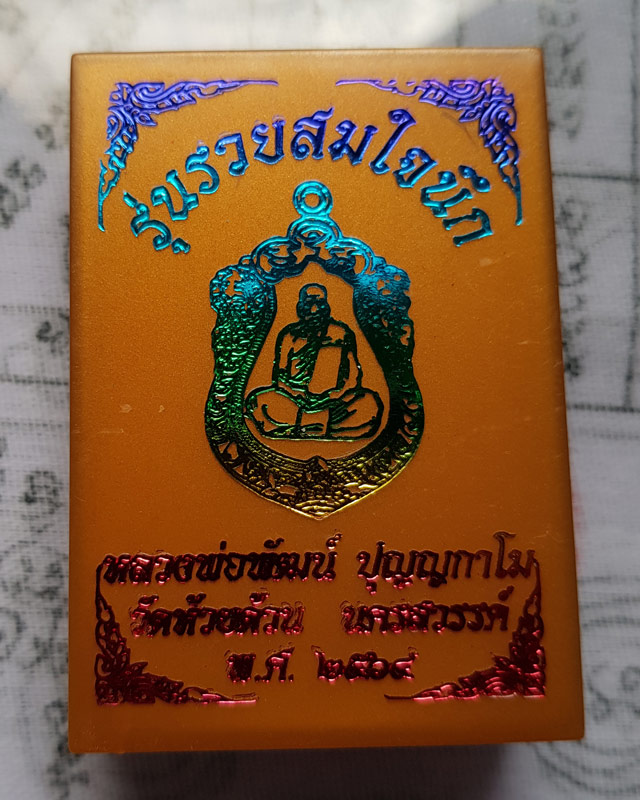 รุ่นรวยสมใจนึก
หลวงพ่อพัฒน์ ปุญญกาโม
วัดห้วยด้วน นครสวรรค์
พ.ศ. ๒๕๖๔